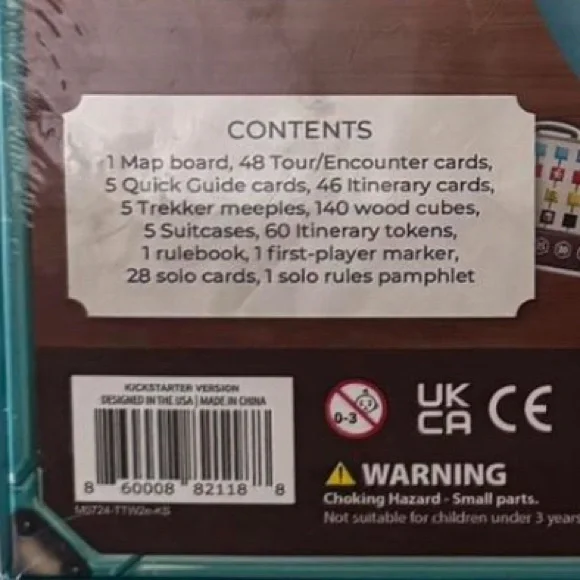 CONTENTS
1 Map board, 48 Tour/Encounter cards,
5 Quick Guide cards, 46 Itinerary cards,
5 Trekker meeples, 140 wood cubes,
5 Suitcases, 60 Itinerary tokens,
1 rulebook, 1 first-player marker,
28 solo cards, 1 solo rules pamphlet
KICKSTARTER VERSION
DESIGNED IN THE USA | MADE IN CHINA
8 60008 82118 8
M0724-TTW2e-KS
0-3
UK
CA
CE
WARNING
Choking Hazard - Small parts.
Not suitable for children under 3 years